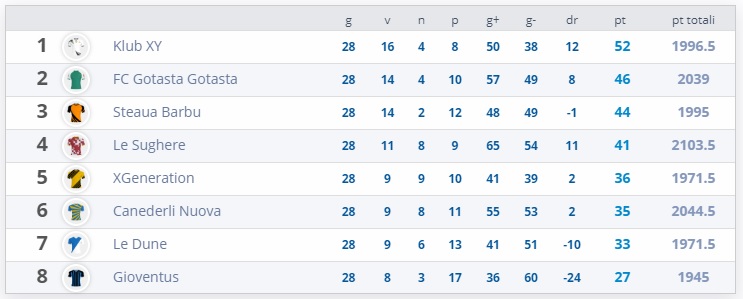 g v n p g+ g- dr pt pt totali
1 Klub XY 28 16 4 8 50 38 12 52 1996.5
2 FC Gotasta Gotasta 28 14 4 10 57 49 8 46 2039
3 Steaua Barbu 28 14 2 12 48 49 -1 44 1995
4 Le Sughere 28 11 8 9 65 54 11 41 2103.5
5 XGeneration 28 9 9 10 41 39 2 36 1971.5
6 Canederli Nuova 28 9 8 11 55 53 2 35 2044.5
7 Le Dune 28 9 6 13 41 51 -10 33 1971.5
8 Gioventus 28 8 3 17 36 60 -24 27 1945